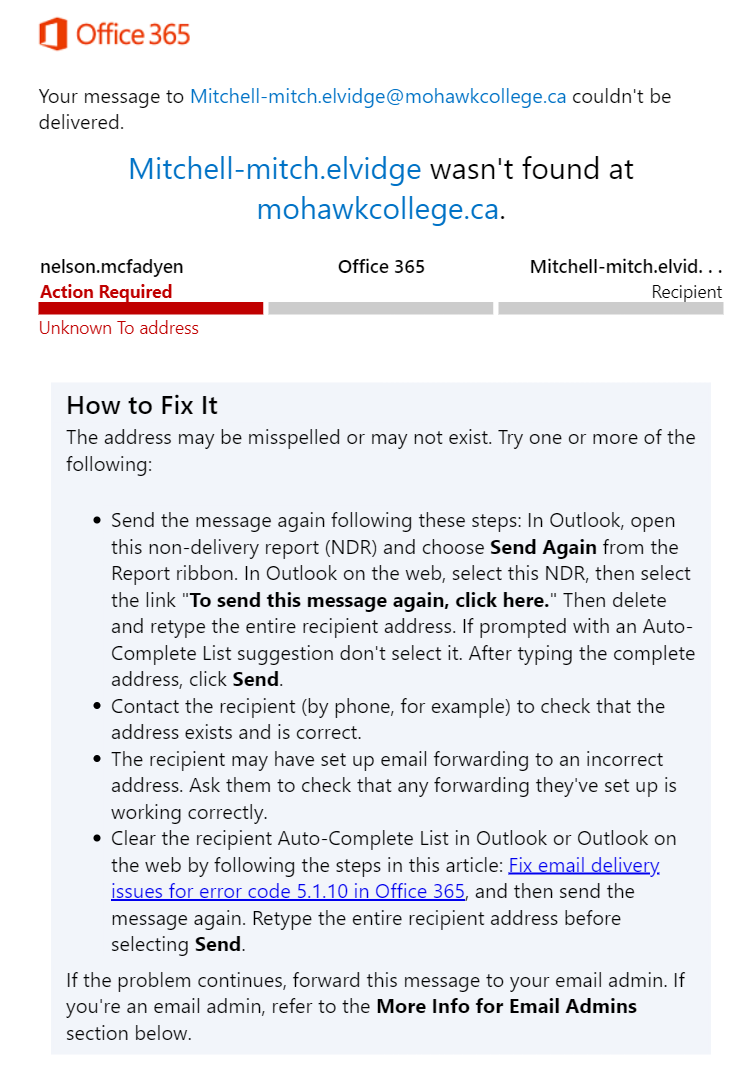 Office 365
Your message to Mitchell-mitch.elvidge@mohawkcollege.ca couldn't be
delivered.
Mitchell-mitch.elvidge wasn't found at
mohawkcollege.ca.
nelson.mcfadyen Office 365 Mitchell-mitch.elvid. . .
Action Required Recipient
Unknown To address
How to Fix It
The address may be misspelled or may not exist. Try one or more of the
following:
• Send the message again following these steps: In Outlook, open
this non-delivery report (NDR) and choose Send Again from the
Report ribbon. In Outlook on the web, select this NDR, then select
the link "To send this message again, click here." Then delete
and retype the entire recipient address. If prompted with an Auto-
Complete List suggestion don't select it. After typing the complete
address, click Send.
• Contact the recipient (by phone, for example) to check that the
address exists and is correct.
• The recipient may have set up email forwarding to an incorrect
address. Ask them to check that any forwarding they've set up is
working correctly.
• Clear the recipient Auto-Complete List in Outlook or Outlook on
the web by following the steps in this article: Fix email delivery
issues for error code 5.1.10 in Office 365, and then send the
message again. Retype the entire recipient address before
selecting Send.
If the problem continues, forward this message to your email admin. If
you're an email admin, refer to the More Info for Email Admins
section below.